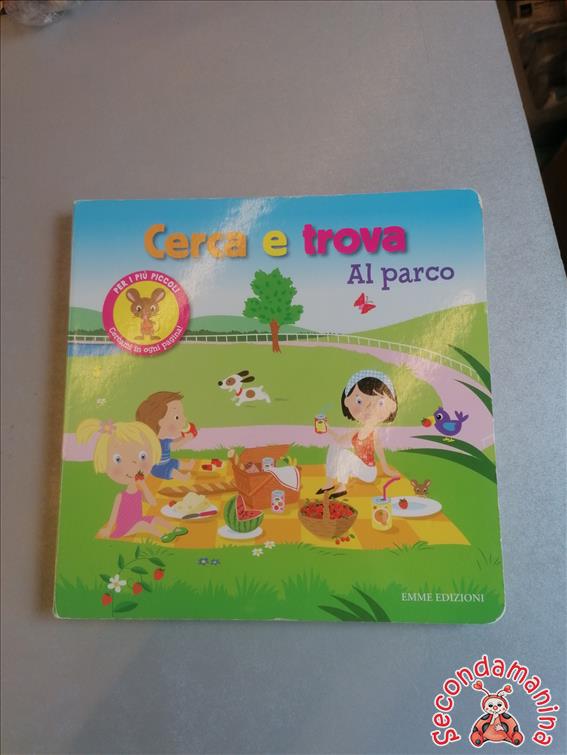 Cerca e trova
Al parco
PER I PIÙ PICCOLI
Cercami in ogni pagina!
EMME EDIZIONI
Secondamanina